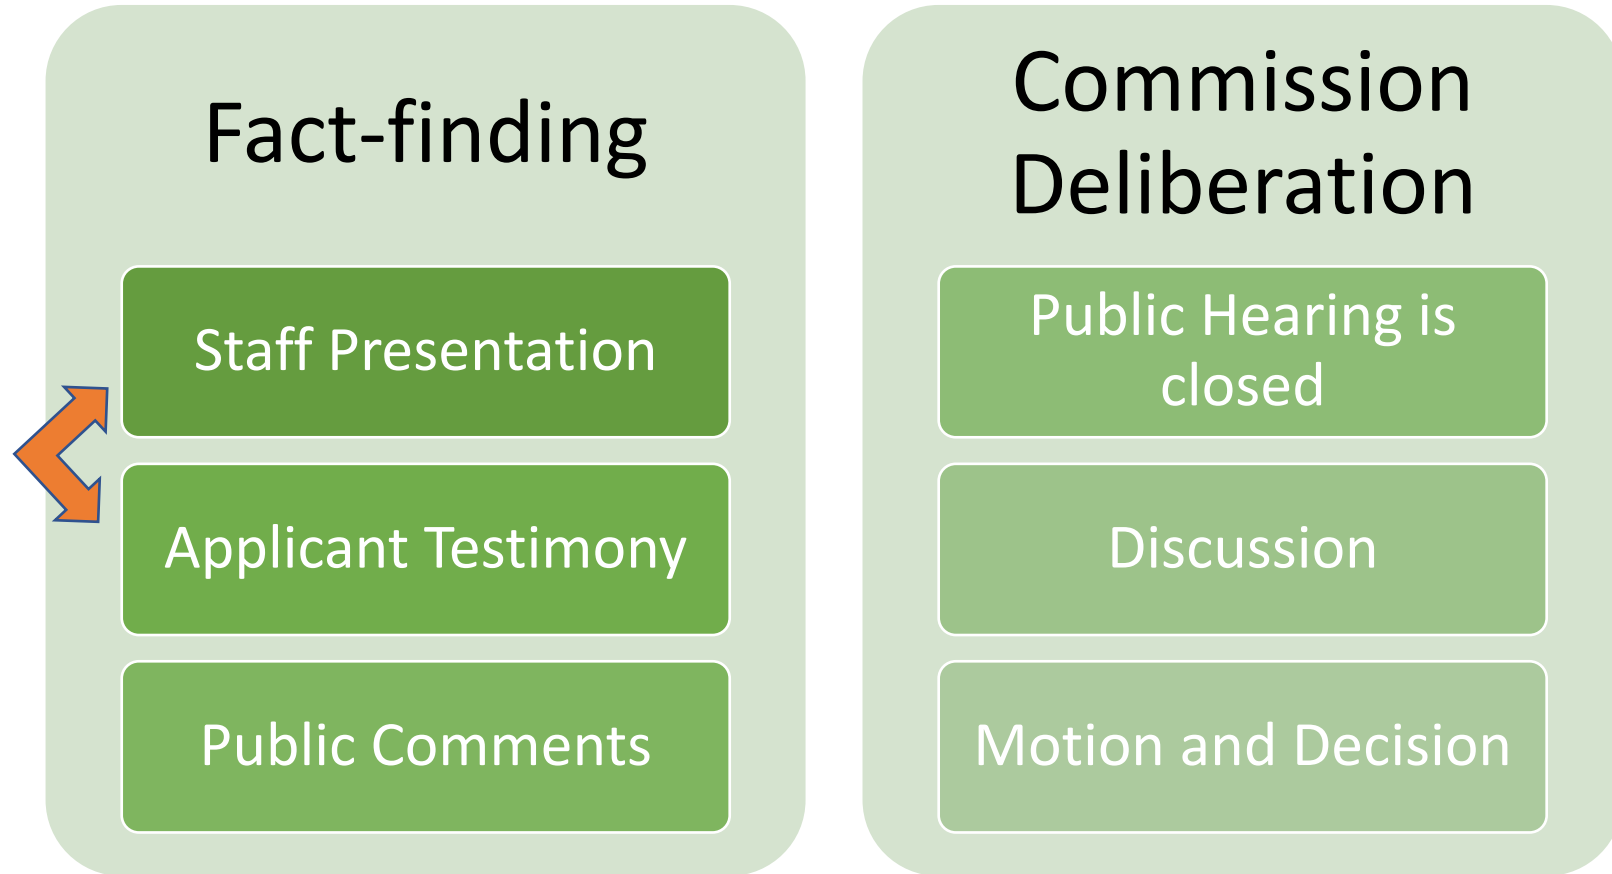 Fact-finding
Staff Presentation
Applicant Testimony
Public Comments
Commission
Deliberation
Public Hearing is
closed
Discussion
Motion and Decision